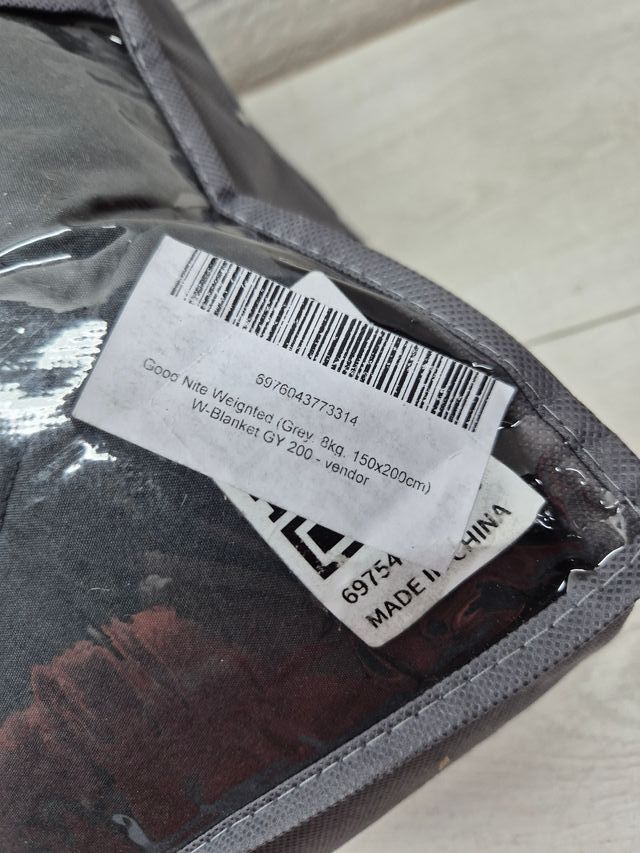 6976043773314
Good Nite Weighted (Grey, 8kg, 150x200cm)
W-Blanket GY 200 - vendor
69754
MADE IN CHINA